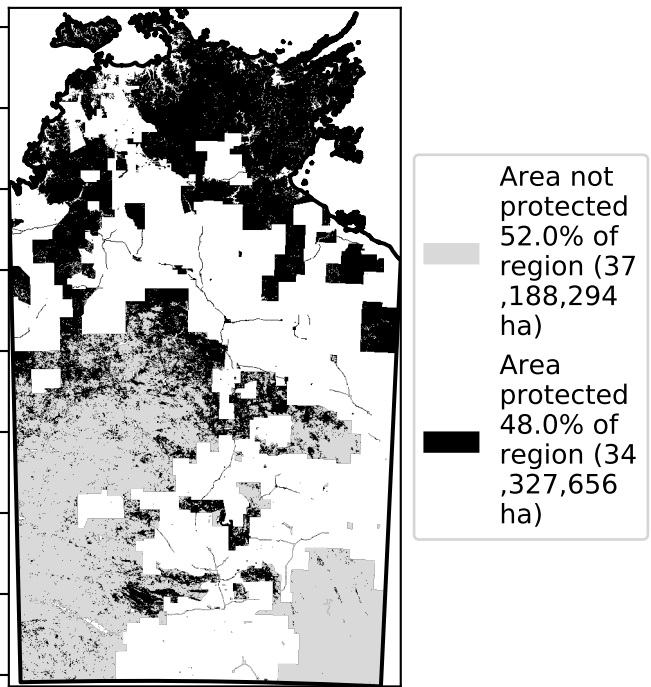 Area not
protected
52.0% of
region (37
,188,294
ha)
Area
protected
48.0% of
region (34
,327,656
ha)